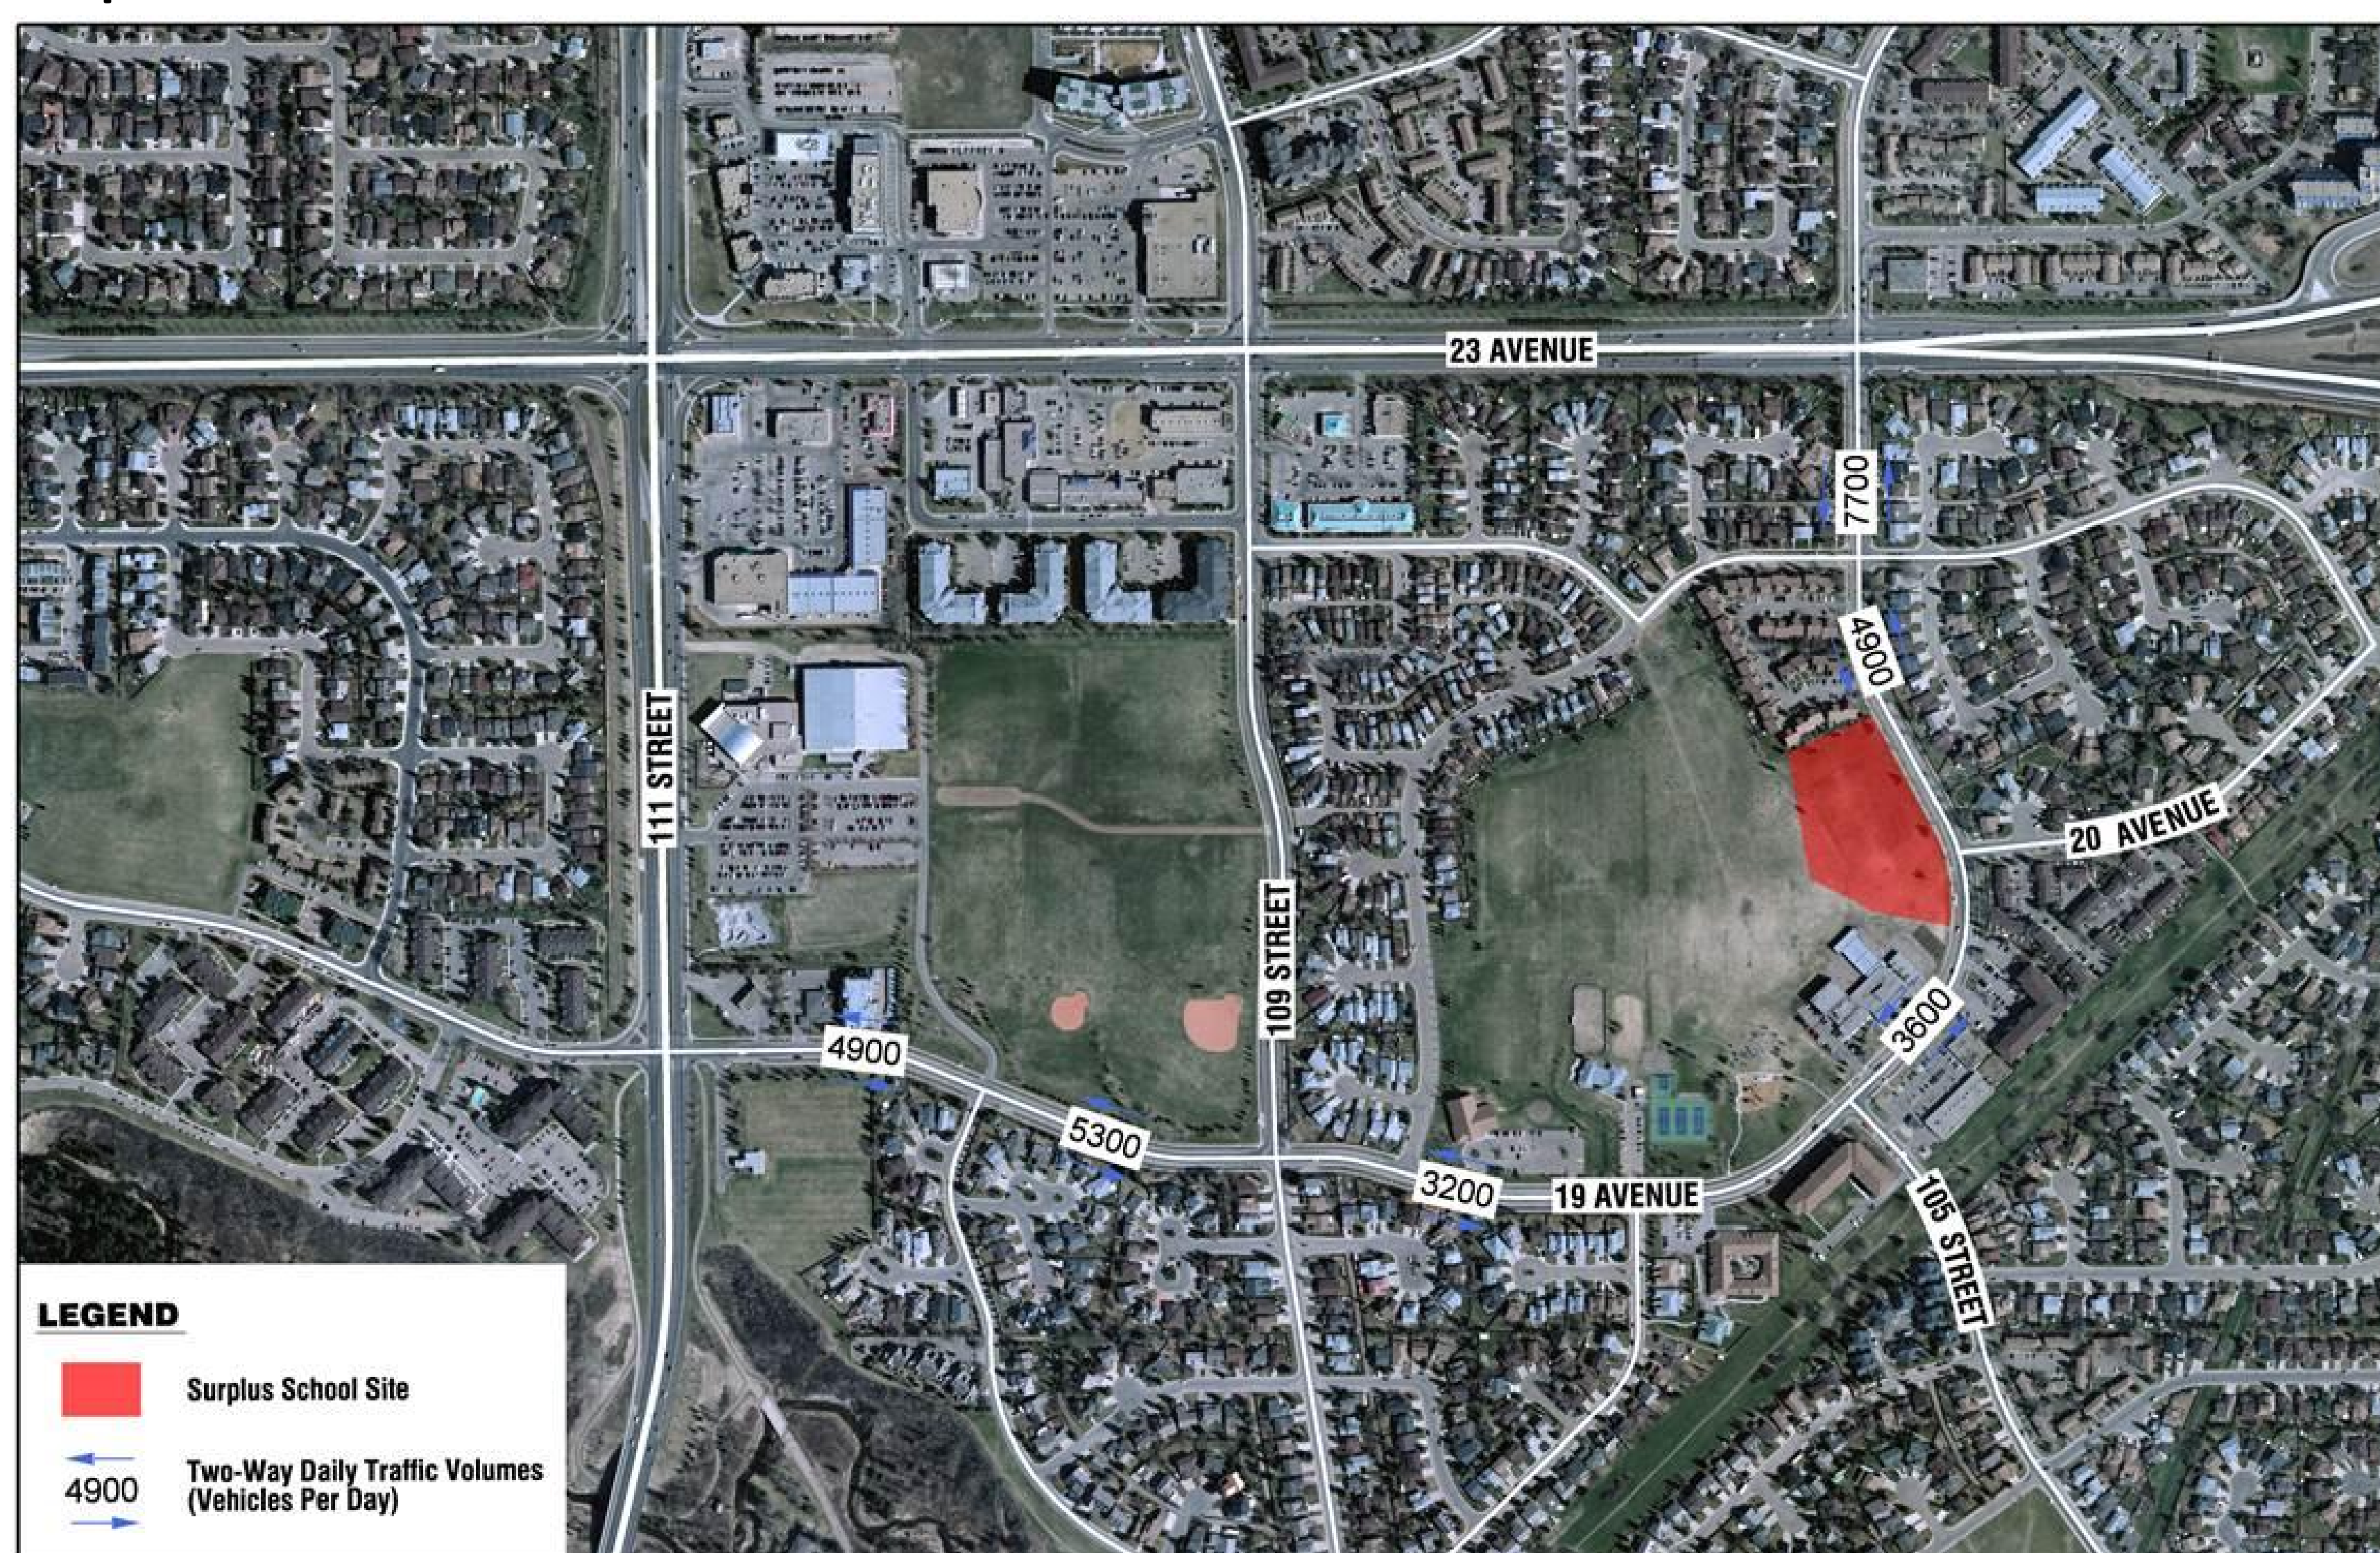 23 AVENUE
7700
4900
111 STREET
20 AVENUE
109 STREET
3600
4900
5300
3200
19 AVENUE
105 STREET
LEGEND
Surplus School Site
4900
Two-Way Daily Traffic Volumes
(Vehicles Per Day)